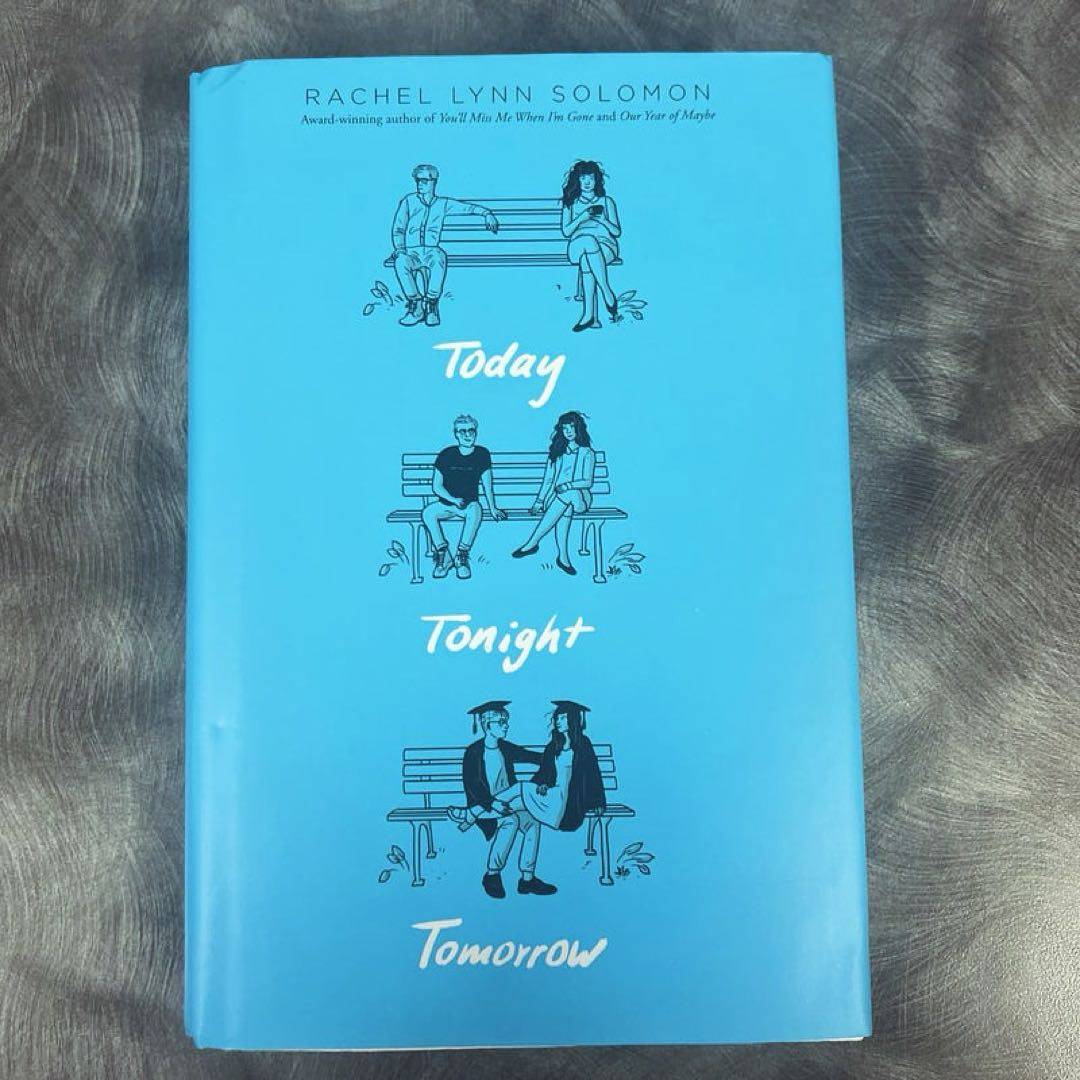 RACHEL LYNN SOLOMON
Award-winning author of You'll Miss Me When I'm Gone and Our Year of Maybe
Today
Tonight
Tomorrow